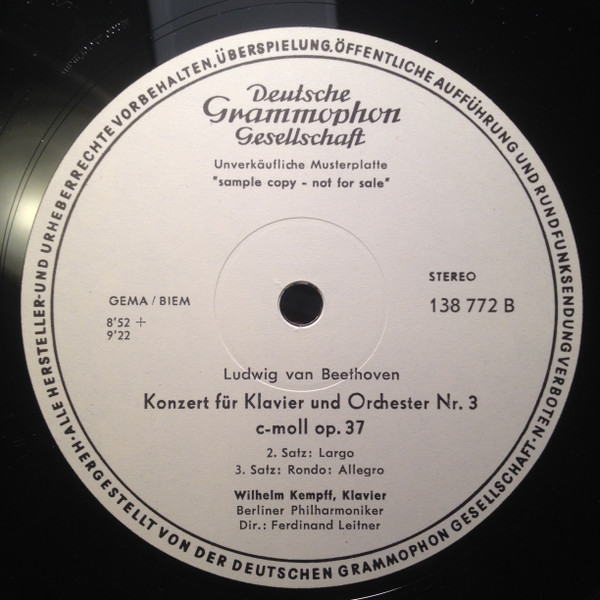 ALLE HERSTELLER- UND URHEBERRECHTE VORBEHALTEN, ÜBERSPIELUNG, ÖFFENTLICHE AUFFÜHRUNG UND RUNDFUNKSENDUNG VERBOTEN · HERGESTELLT VON DER DEUTSCHEN GRAMMOPHON GESELLSCHAFT ·
Deutsche
Grammophon
Gesellschaft
Unverkäufliche Musterplatte
"sample copy - not for sale"
STEREO
GEMA / BIEM
138 772 B
8'52 +
9'22
Ludwig van Beethoven
Konzert für Klavier und Orchester Nr. 3
c-moll op. 37
2. Satz: Largo
3. Satz: Rondo: Allegro
Wilhelm Kempff, Klavier
Berliner Philharmoniker
Dir.: Ferdinand Leitner